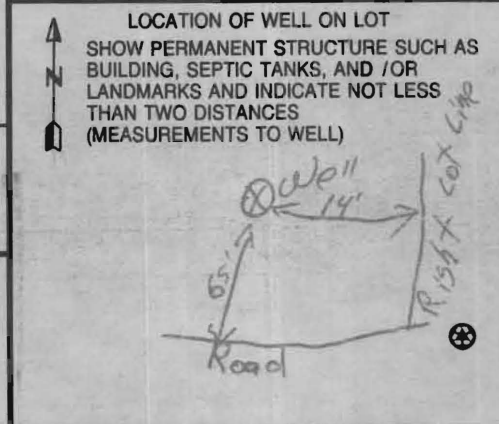 LOCATION OF WELL ON LOT
SHOW PERMANENT STRUCTURE SUCH AS
BUILDING, SEPTIC TANKS, AND /OR
LANDMARKS AND INDICATE NOT LESS
THAN TWO DISTANCES
(MEASUREMENTS TO WELL)
N
Well
14'
65'
Right Lot Line
Road